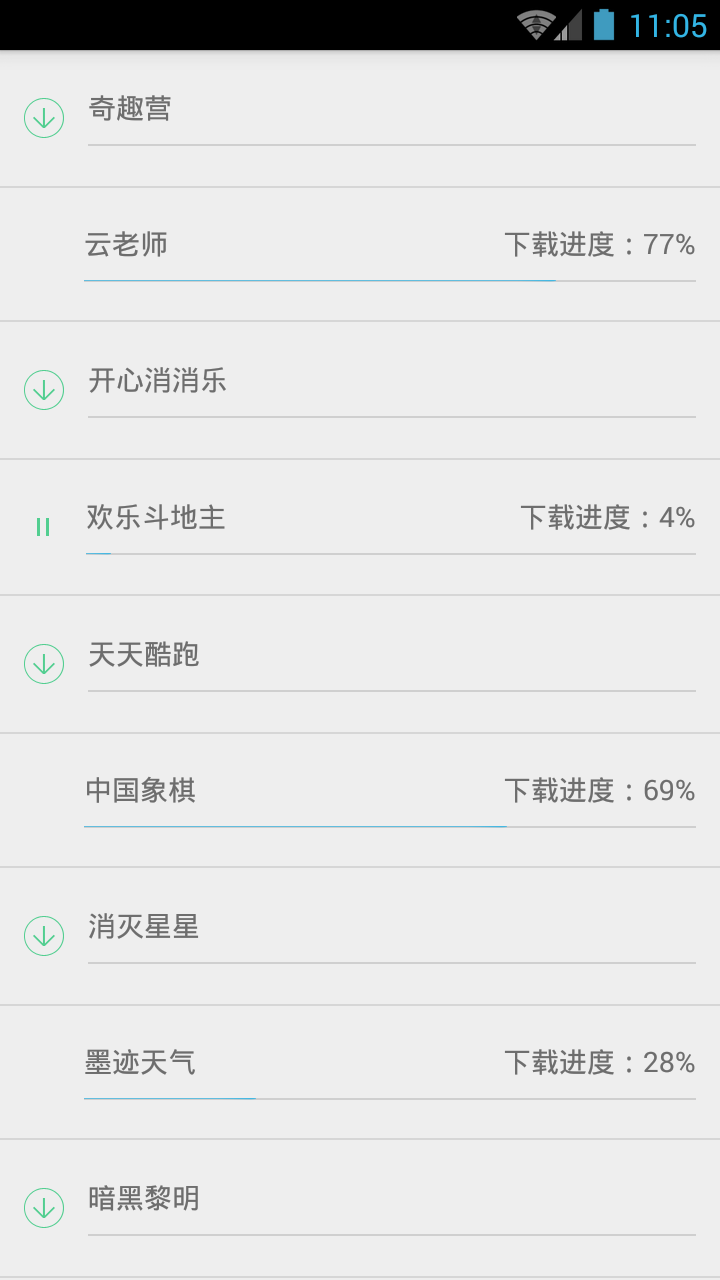 11:05
奇趣营
云老师 下载进度：77%
开心消消乐
欢乐斗地主 下载进度：4%
天天酷跑
中国象棋 下载进度：69%
消灭星星
墨迹天气 下载进度：28%
暗黑黎明